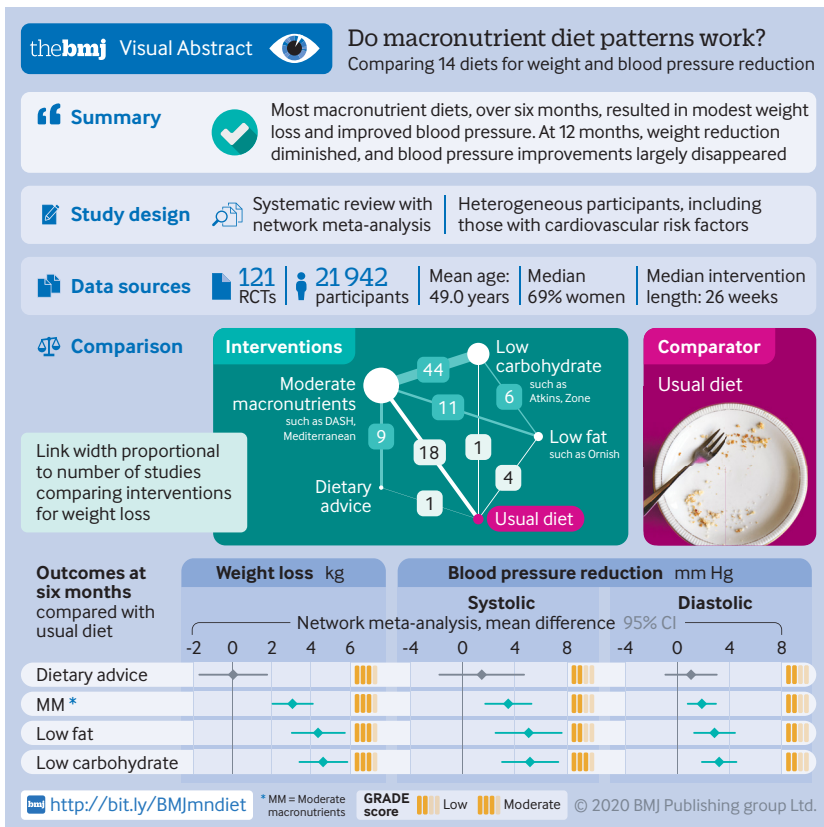 thebmj Visual Abstract
Do macronutrient diet patterns work?
Comparing 14 diets for weight and blood pressure reduction
Summary
Most macronutrient diets, over six months, resulted in modest weight
loss and improved blood pressure. At 12 months, weight reduction
diminished, and blood pressure improvements largely disappeared
Study design
Systematic review with
network meta-analysis
Heterogeneous participants, including
those with cardiovascular risk factors
Data sources
121
RCTs
21 942
participants
Mean age:
49.0 years
Median
69% women
Median intervention
length: 26 weeks
Comparison
Link width proportional
to number of studies
comparing interventions
for weight loss
Interventions
Moderate
macronutrients
such as DASH,
Mediterranean
Low
carbohydrate
such as
Atkins, Zone
Low fat
such as Ornish
Dietary
advice
Usual diet
44
11
6
9
18
1
4
1
Comparator
Usual diet
Outcomes at
six months
compared with
usual diet
Weight loss kg
Blood pressure reduction mm Hg
Systolic
Diastolic
Network meta-analysis, mean difference 95% CI
-2 0 2 4 6
-4 0 4 8
-4 0 4 8
Dietary advice
MM *
Low fat
Low carbohydrate
bmj http://bit.ly/BMJmndiet
* MM = Moderate
macronutrients
GRADE
score
Low
Moderate
© 2020 BMJ Publishing group Ltd.